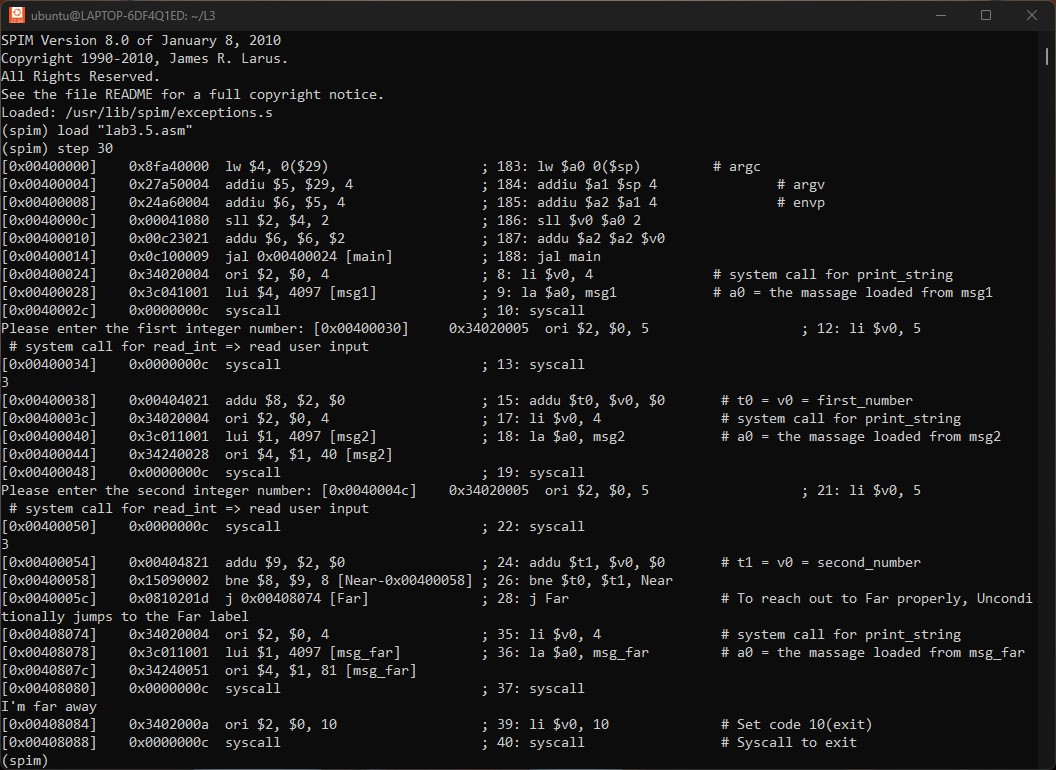 ubuntu@LAPTOP-6DF4Q1ED: ~/L3
SPIM Version 8.0 of January 8, 2010
Copyright 1990-2010, James R. Larus.
All Rights Reserved.
See the file README for a full copyright notice.
Loaded: /usr/lib/spim/exceptions.s
(spim) load "lab3.5.asm"
(spim) step 30
[0x00400000]    0x8fa40000  lw $4, 0($29)                   ; 183: lw $a0 0($sp)         # argc
[0x00400004]    0x27a50004  addiu $5, $29, 4                ; 184: addiu $a1 $sp 4               # argv
[0x00400008]    0x24a60004  addiu $6, $5, 4                 ; 185: addiu $a2 $a1 4               # envp
[0x0040000c]    0x00041080  sll $2, $4, 2                   ; 186: sll $v0 $a0 2
[0x00400010]    0x00c23021  addu $6, $6, $2                 ; 187: addu $a2 $a2 $v0
[0x00400014]    0x0c100009  jal 0x00400024 [main]           ; 188: jal main
[0x00400024]    0x34020004  ori $2, $0, 4                   ; 8: li $v0, 4               # system call for print_string
[0x00400028]    0x3c041001  lui $4, 4097 [msg1]             ; 9: la $a0, msg1            # a0 = the massage loaded from msg1
[0x0040002c]    0x0000000c  syscall                         ; 10: syscall
Please enter the fisrt integer number: [0x00400030]     0x34020005  ori $2, $0, 5                   ; 12: li $v0, 5
 # system call for read_int => read user input
[0x00400034]    0x0000000c  syscall                         ; 13: syscall
3
[0x00400038]    0x00404021  addu $8, $2, $0                 ; 15: addu $t0, $v0, $0       # t0 = v0 = first_number
[0x0040003c]    0x34020004  ori $2, $0, 4                   ; 17: li $v0, 4               # system call for print_string
[0x00400040]    0x3c011001  lui $1, 4097 [msg2]             ; 18: la $a0, msg2            # a0 = the massage loaded from msg2
[0x00400044]    0x34240028  ori $4, $1, 40 [msg2]
[0x00400048]    0x0000000c  syscall                         ; 19: syscall
Please enter the second integer number: [0x0040004c]    0x34020005  ori $2, $0, 5                   ; 21: li $v0, 5
 # system call for read_int => read user input
[0x00400050]    0x0000000c  syscall                         ; 22: syscall
3
[0x00400054]    0x00404821  addu $9, $2, $0                 ; 24: addu $t1, $v0, $0       # t1 = v0 = second_number
[0x00400058]    0x15090002  bne $8, $9, 8 [Near-0x00400058] ; 26: bne $t0, $t1, Near
[0x0040005c]    0x0810201d  j 0x00408074 [Far]              ; 28: j Far                   # To reach out to Far properly, Uncondi
tionally jumps to the Far label
[0x00408074]    0x34020004  ori $2, $0, 4                   ; 35: li $v0, 4               # system call for print_string
[0x00408078]    0x3c011001  lui $1, 4097 [msg_far]          ; 36: la $a0, msg_far         # a0 = the massage loaded from msg_far
[0x0040807c]    0x34240051  ori $4, $1, 81 [msg_far]
[0x00408080]    0x0000000c  syscall                         ; 37: syscall
I'm far away
[0x00408084]    0x3402000a  ori $2, $0, 10                  ; 39: li $v0, 10              # Set code 10(exit)
[0x00408088]    0x0000000c  syscall                         ; 40: syscall                 # Syscall to exit
(spim)